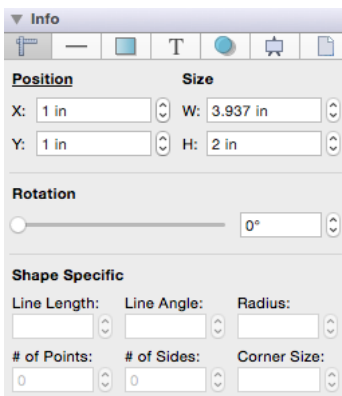 Info
T
Position Size
X: 1 in W: 3.937 in
Y: 1 in H: 2 in
Rotation
0°
Shape Specific
Line Length: Line Angle: Radius:
# of Points: # of Sides: Corner Size:
0 0